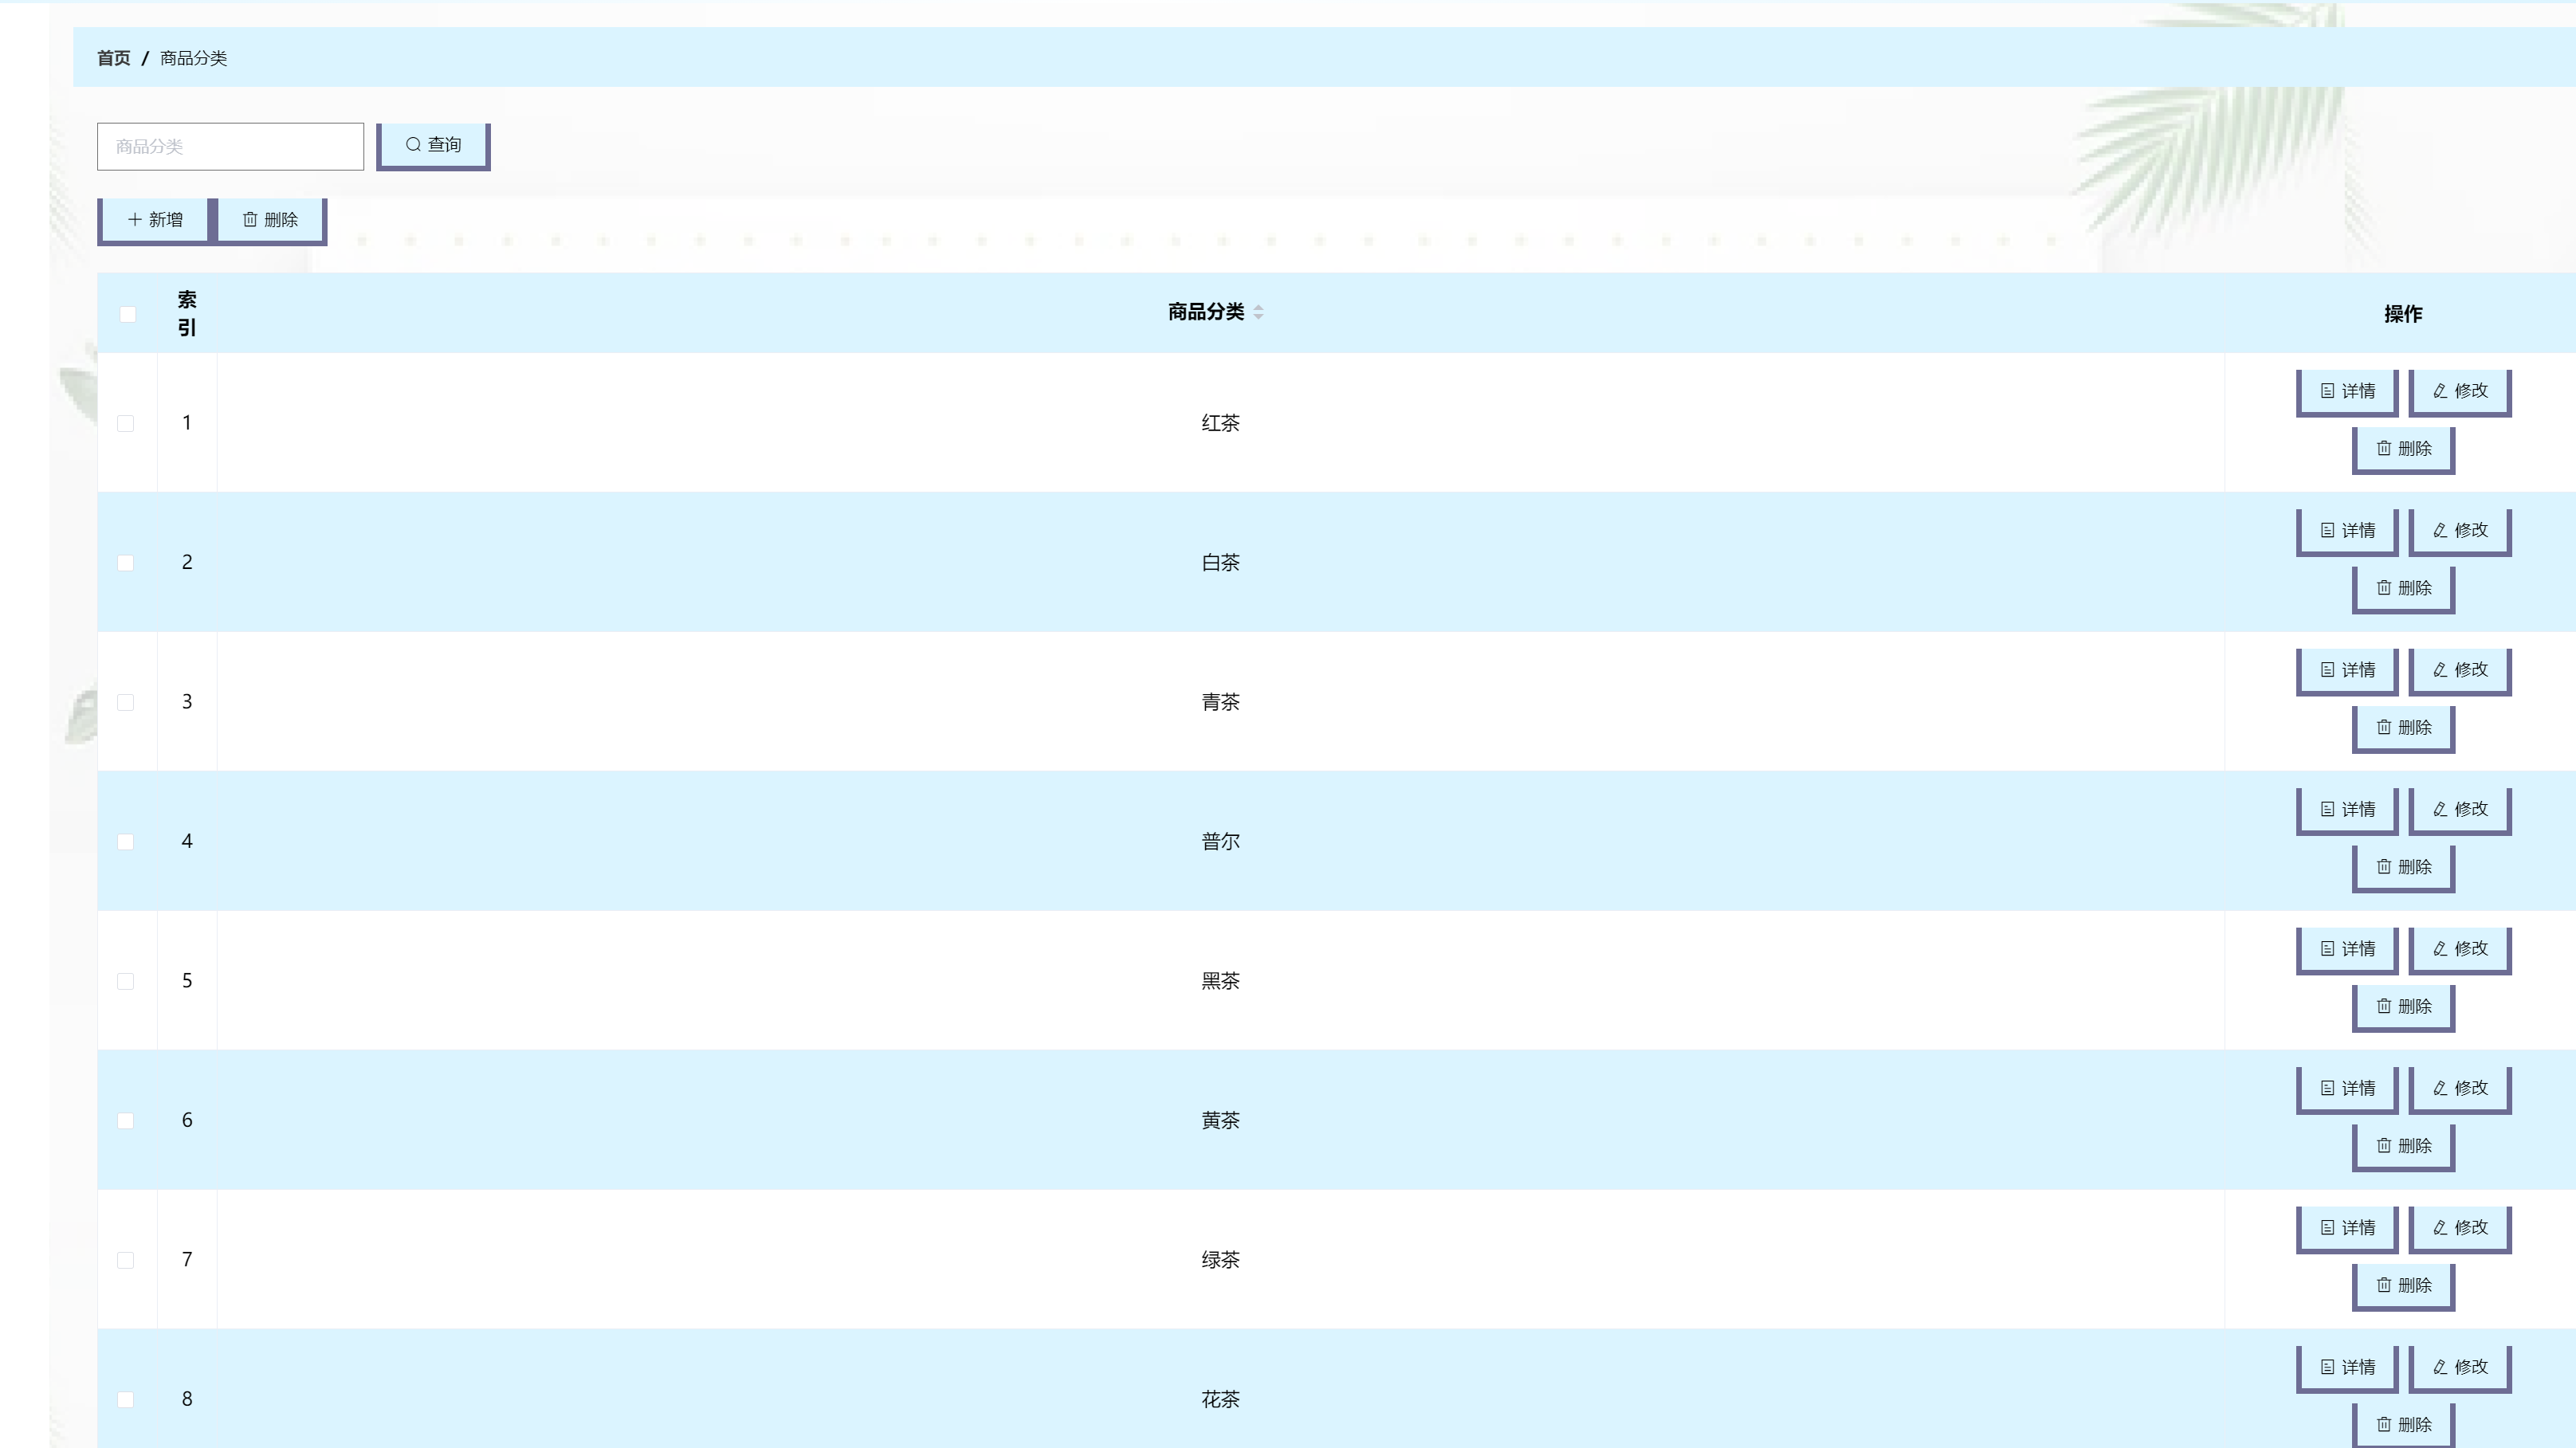 首页 / 商品分类
商品分类 查询
新增 删除
索引 商品分类 操作
1 红茶 详情 修改
删除
2 白茶 详情 修改
删除
3 青茶 详情 修改
删除
4 普尔 详情 修改
删除
5 黑茶 详情 修改
删除
6 黄茶 详情 修改
删除
7 绿茶 详情 修改
删除
8 花茶 详情 修改
删除